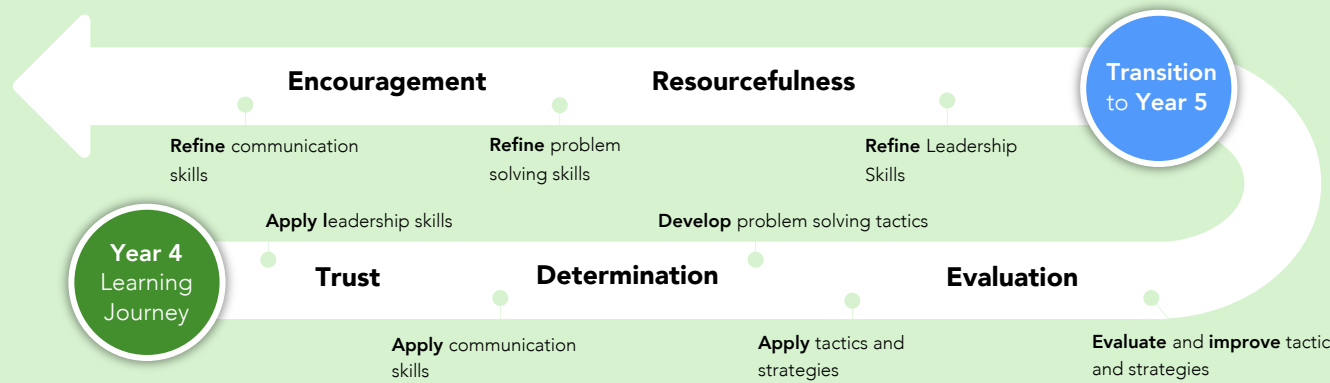 Encouragement
Resourcefulness
Transition
to Year 5
Refine communication
skills
Refine problem
solving skills
Refine Leadership
Skills
Apply leadership skills
Develop problem solving tactics
Year 4
Learning
Journey
Trust
Determination
Evaluation
Apply communication
skills
Apply tactics and
strategies
Evaluate and improve tactic
and strategies